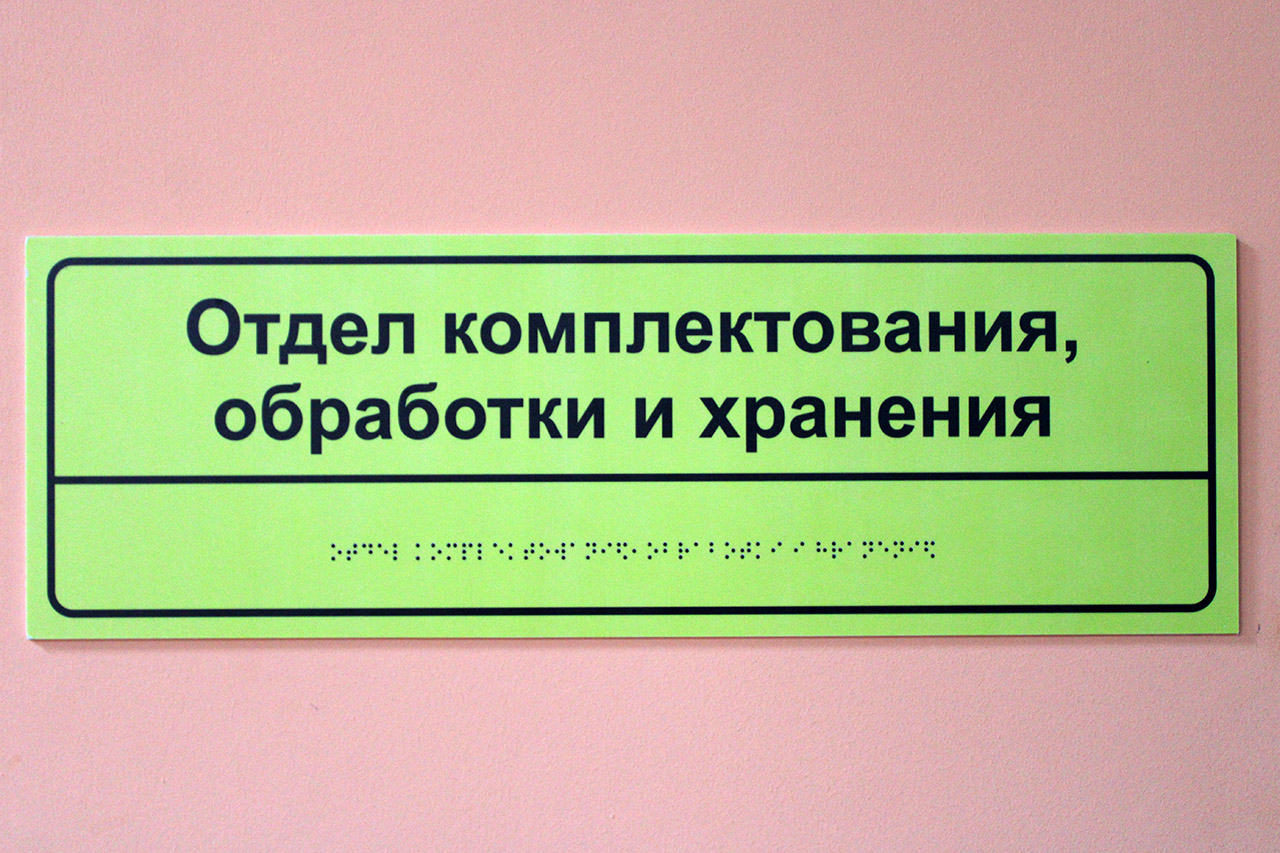 Отдел комплектования,
обработки и хранения
⠕⠞⠙⠑⠇ ⠅⠕⠍⠏⠇⠑⠅⠞⠕⠺⠁⠝⠊⠫⠂ ⠕⠃⠗⠁⠃⠕⠞⠅⠊ ⠊ ⠓⠗⠁⠝⠑⠝⠊⠫